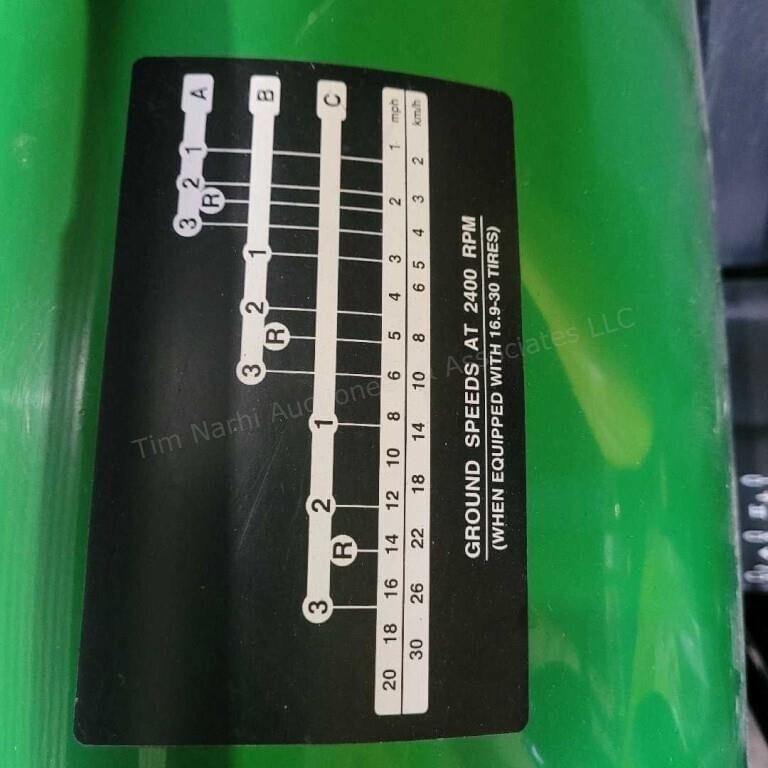 3 2 1 A
R
3 2 1 B
R
3 2 1 C
R
20 18 16 14 12 10 8 6 5 4 3 2 1 mph
30 26 22 18 14 10 8 6 5 4 3 2 km/h
GROUND SPEEDS AT 2400 RPM
(WHEN EQUIPPED WITH 16.9-30 TIRES)
Tim Narhi Auctioneer & Associates LLC